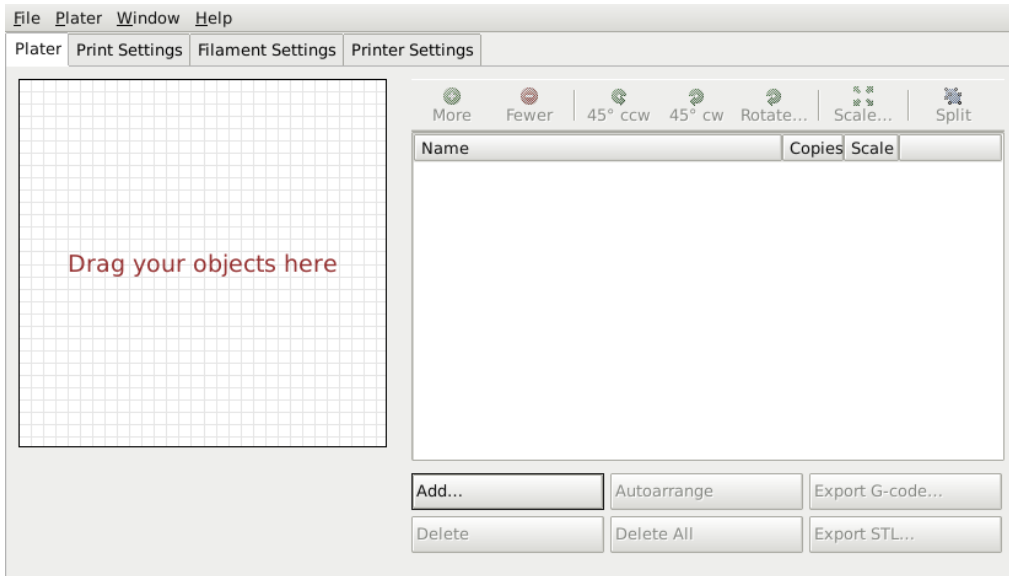 File Plater Window Help
Plater Print Settings Filament Settings Printer Settings
More Fewer 45° ccw 45° cw Rotate... Scale... Split
Name Copies Scale
Drag your objects here
Add... Autoarrange Export G-code...
Delete Delete All Export STL...